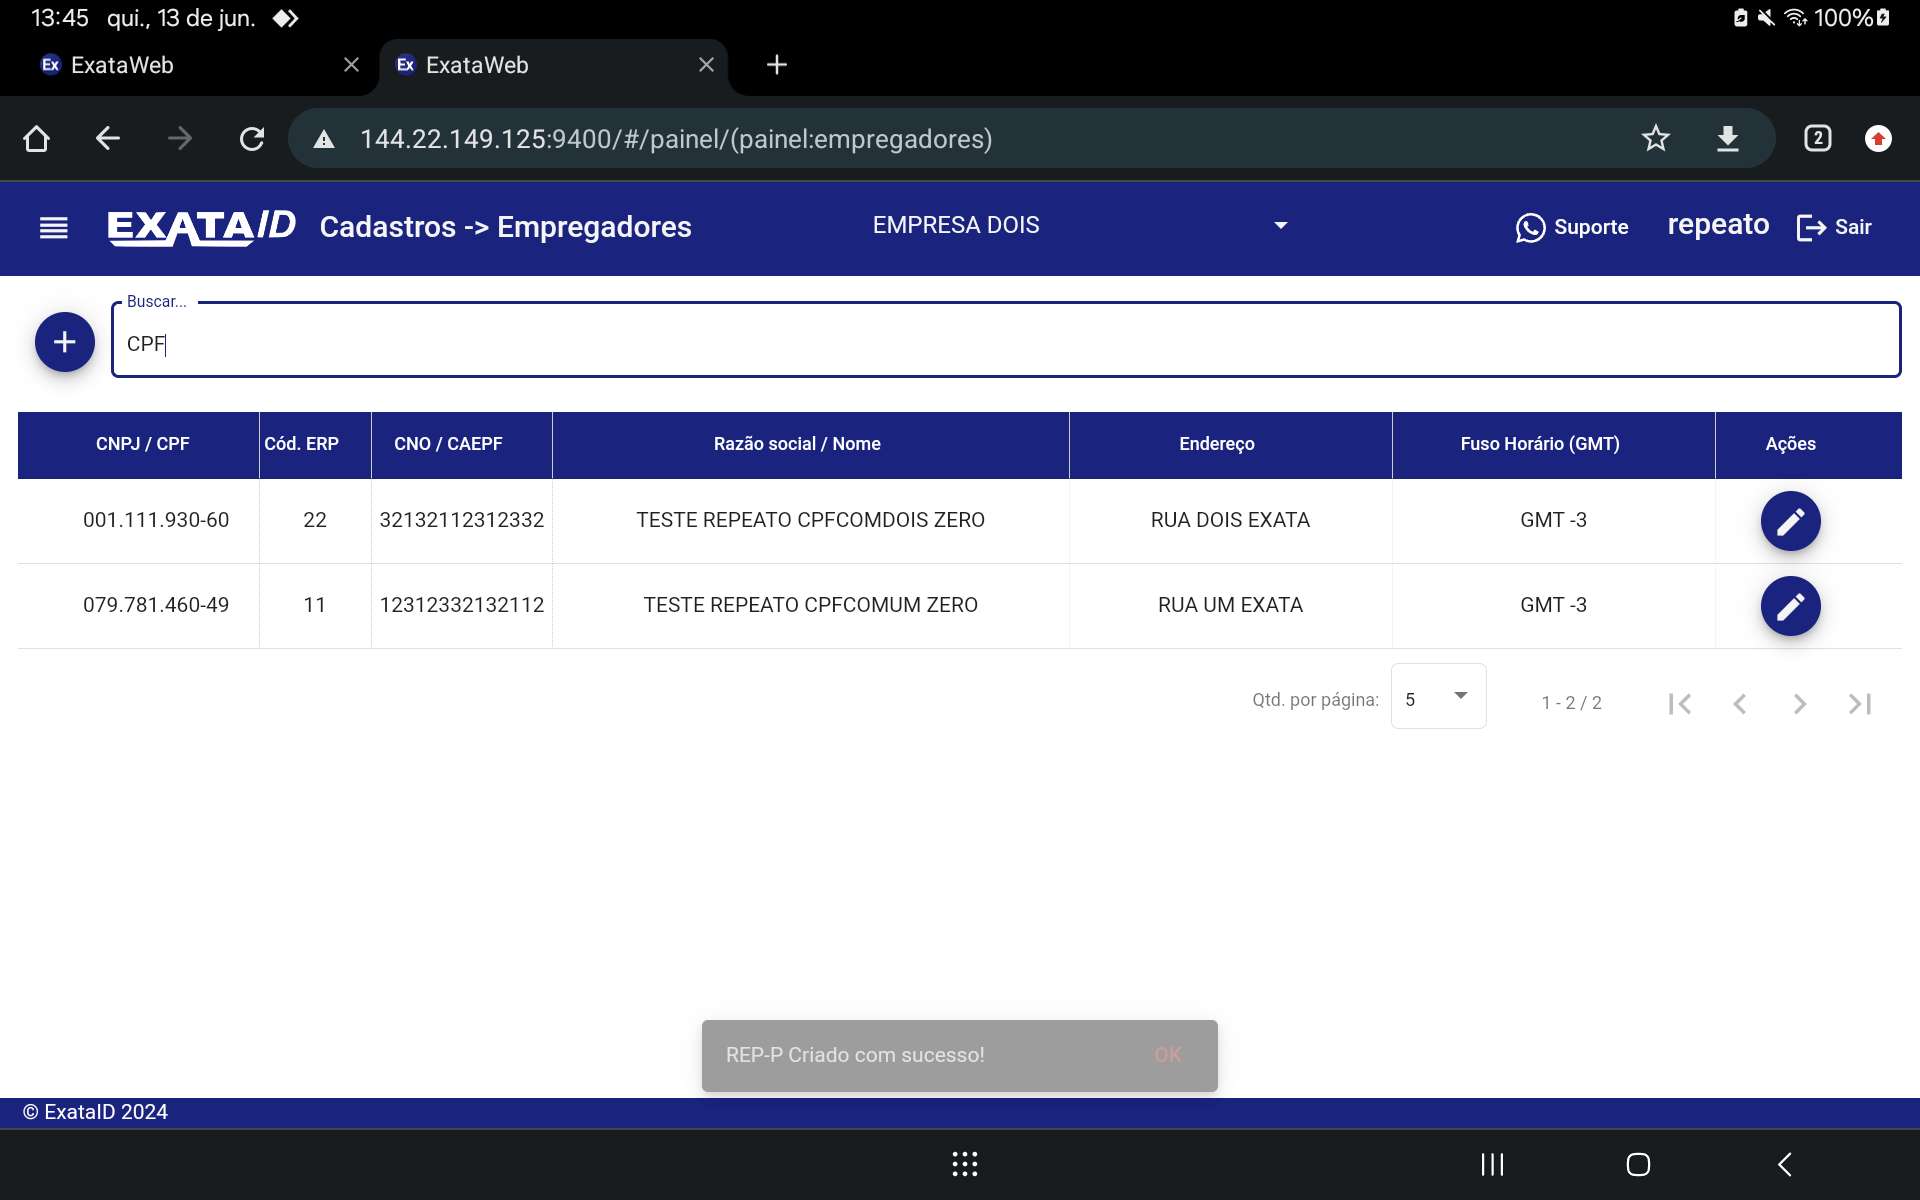 13:45 qui., 13 de jun. 100%
Ex ExataWeb Ex ExataWeb
144.22.149.125:9400/#/painel/(painel:empregadores) 2
EXATAID Cadastros -> Empregadores EMPRESA DOIS Suporte repeato Sair
Buscar...
CPF
CNPJ / CPF Cód. ERP CNO / CAEPF Razão social / Nome Endereço Fuso Horário (GMT) Ações
001.111.930-60 22 32132112312332 TESTE REPEATO CPFCOMDOIS ZERO RUA DOIS EXATA GMT -3
079.781.460-49 11 12312332132112 TESTE REPEATO CPFCOMUM ZERO RUA UM EXATA GMT -3
Qtd. por página: 5 1 - 2 / 2
REP-P Criado com sucesso! OK
© ExataID 2024